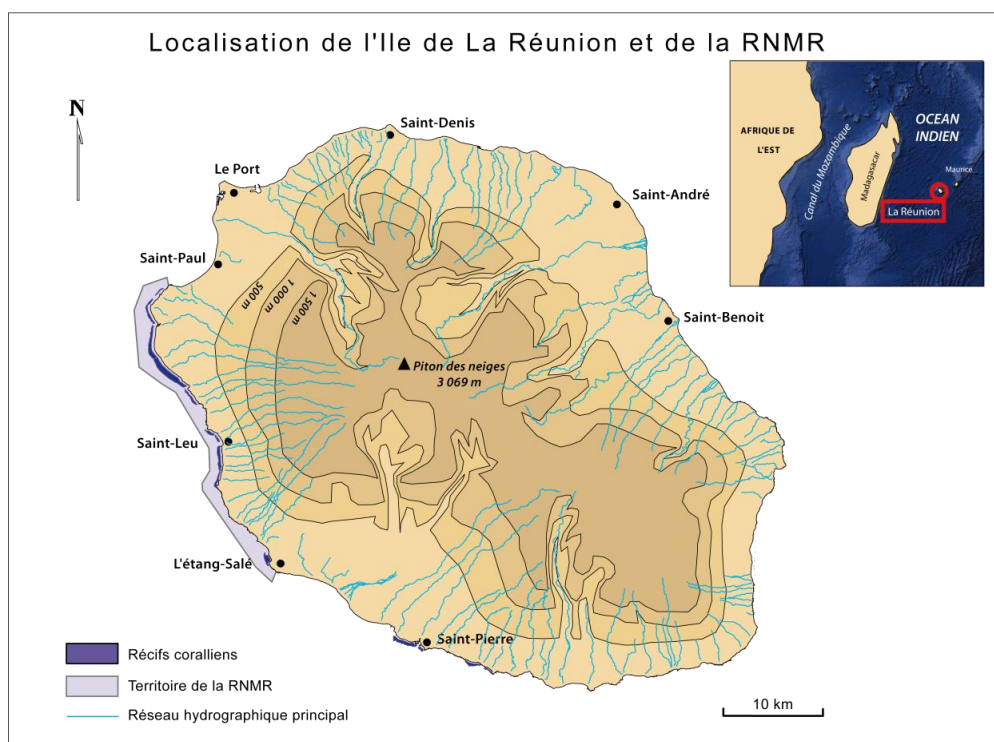 Localisation de l'Ile de La Réunion et de la RNMR
N
Saint-Denis
Le Port
Saint-André
Saint-Paul
500 m
1 000 m
1 500 m
Saint-Benoit
Piton des neiges
3 069 m
Saint-Leu
L'étang-Salé
Saint-Pierre
Récifs coralliens
Territoire de la RNMR
Réseau hydrographique principal
10 km
AFRIQUE DE
L'EST
Canal du Mozambique
Madagasacar
OCEAN
INDIEN
Maurice
La Réunion